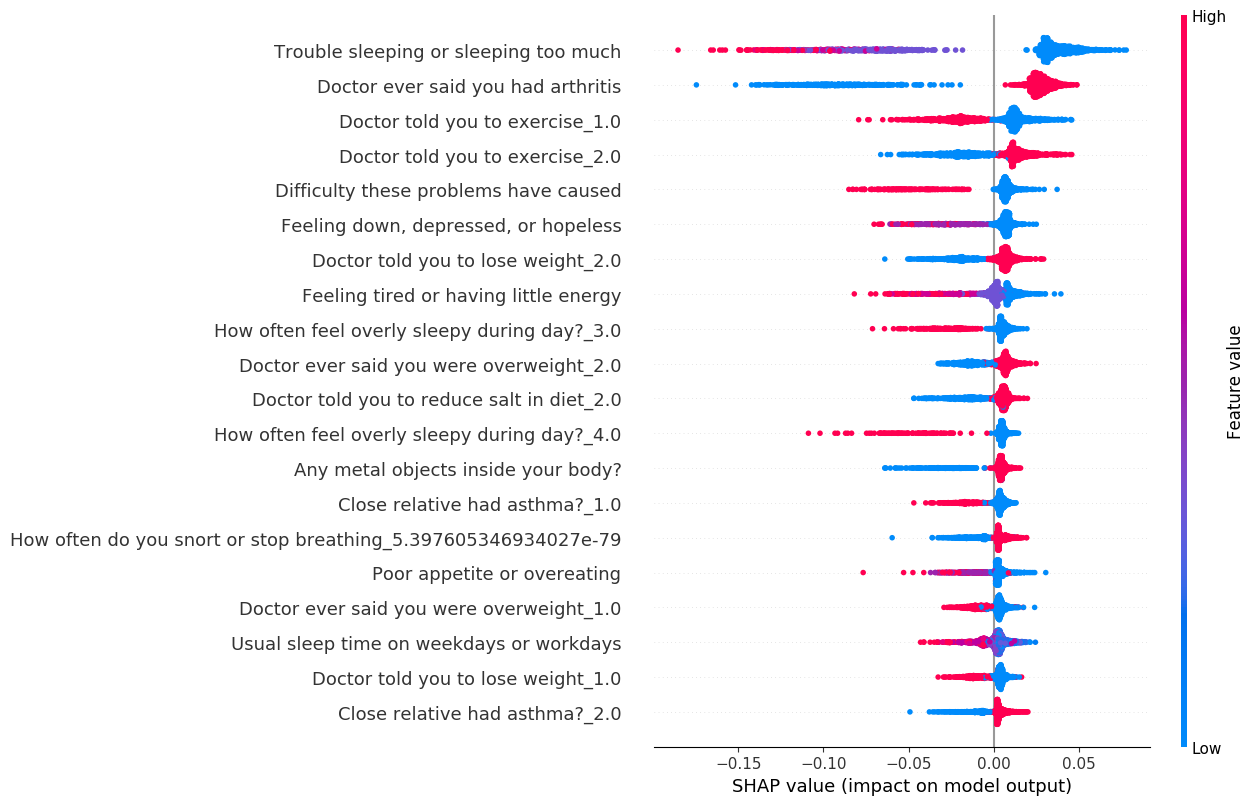 High
Trouble sleeping or sleeping too much
Doctor ever said you had arthritis
Doctor told you to exercise_1.0
Doctor told you to exercise_2.0
Difficulty these problems have caused
Feeling down, depressed, or hopeless
Doctor told you to lose weight_2.0
Feeling tired or having little energy
How often feel overly sleepy during day?_3.0
Doctor ever said you were overweight_2.0
Doctor told you to reduce salt in diet_2.0
How often feel overly sleepy during day?_4.0
Any metal objects inside your body?
Close relative had asthma?_1.0
How often do you snort or stop breathing_5.397605346934027e-79
Poor appetite or overeating
Doctor ever said you were overweight_1.0
Usual sleep time on weekdays or workdays
Doctor told you to lose weight_1.0
Close relative had asthma?_2.0
Feature value
Low
−0.15 −0.10 −0.05 0.00 0.05
SHAP value (impact on model output)